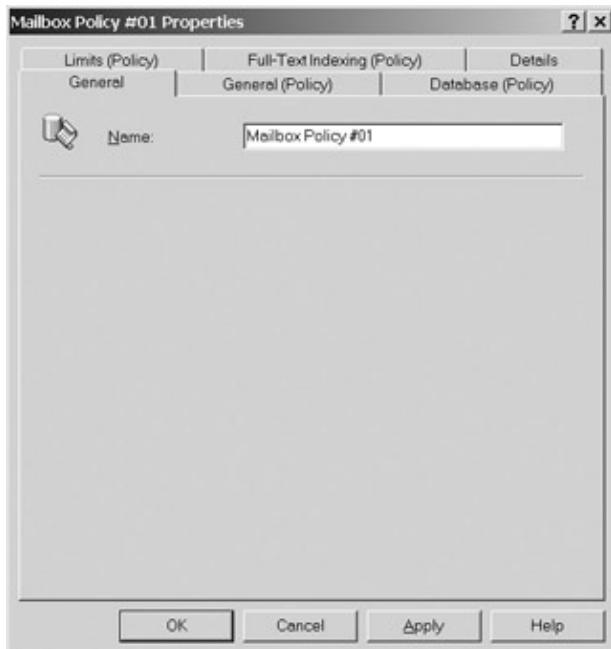 Mailbox Policy #01 Properties
? ×
Limits (Policy) Full-Text Indexing (Policy) Details
General General (Policy) Database (Policy)
Name: Mailbox Policy #01
OK Cancel Apply Help